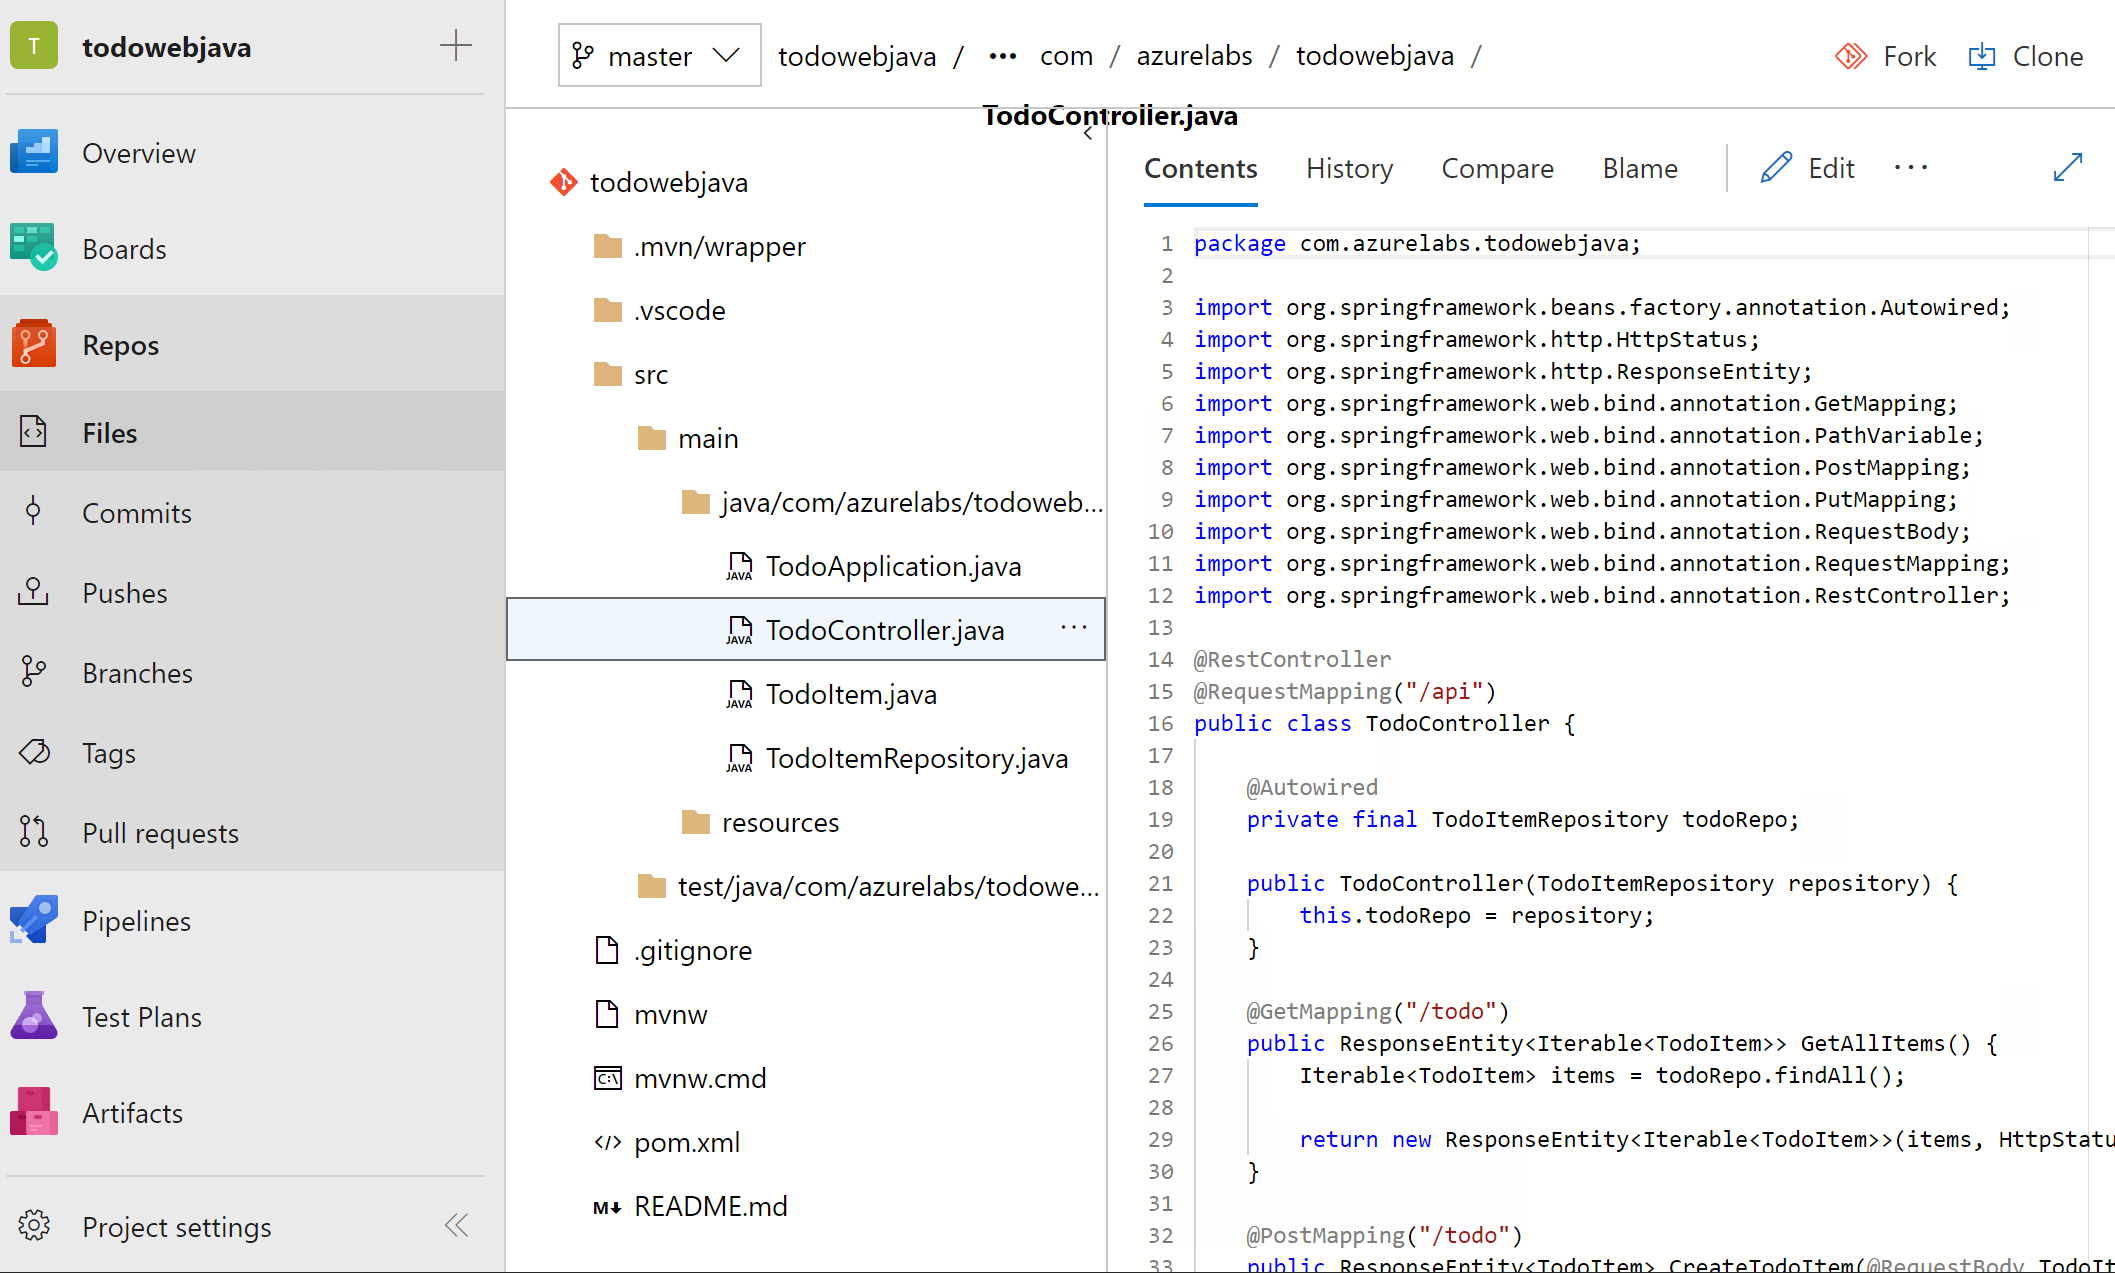 T todowebjava
Overview
Boards
Repos
Files
Commits
Pushes
Branches
Tags
Pull requests
Pipelines
Test Plans
Artifacts
Project settings
master todowebjava / ··· com / azurelabs / todowebjava /
TodoController.java
Fork Clone
todowebjava
.mvn/wrapper
.vscode
src
main
java/com/azurelabs/todoweb...
JAVA TodoApplication.java
JAVA TodoController.java ···
JAVA TodoItem.java
JAVA TodoItemRepository.java
resources
test/java/com/azurelabs/todowe...
.gitignore
mvnw
C:\ mvnw.cmd
</> pom.xml
M↓ README.md
Contents History Compare Blame Edit ···
1 package com.azurelabs.todowebjava;
2
3 import org.springframework.beans.factory.annotation.Autowired;
4 import org.springframework.http.HttpStatus;
5 import org.springframework.http.ResponseEntity;
6 import org.springframework.web.bind.annotation.GetMapping;
7 import org.springframework.web.bind.annotation.PathVariable;
8 import org.springframework.web.bind.annotation.PostMapping;
9 import org.springframework.web.bind.annotation.PutMapping;
10 import org.springframework.web.bind.annotation.RequestBody;
11 import org.springframework.web.bind.annotation.RequestMapping;
12 import org.springframework.web.bind.annotation.RestController;
13
14 @RestController
15 @RequestMapping("/api")
16 public class TodoController {
17
18 @Autowired
19 private final TodoItemRepository todoRepo;
20
21 public TodoController(TodoItemRepository repository) {
22 this.todoRepo = repository;
23 }
24
25 @GetMapping("/todo")
26 public ResponseEntity<Iterable<TodoItem>> GetAllItems() {
27 Iterable<TodoItem> items = todoRepo.findAll();
28
29 return new ResponseEntity<Iterable<TodoItem>>(items, HttpStatu
30 }
31
32 @PostMapping("/todo")
33 public ResponseEntity<TodoItem> CreateTodoItem(@RequestBody TodoIt